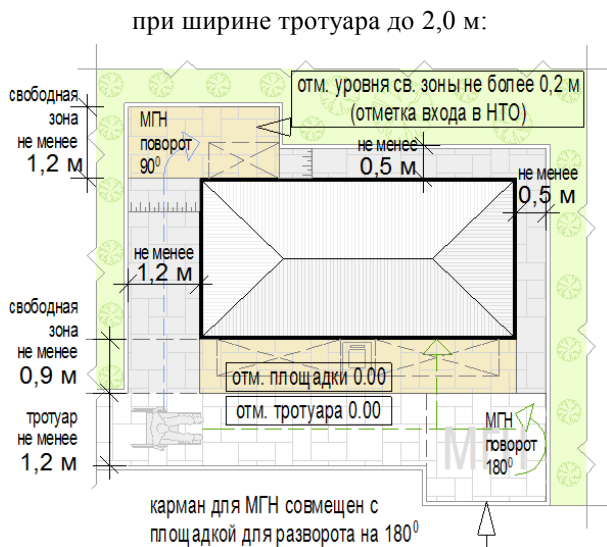 при ширине тротуара до 2,0 м:
отм. уровня св. зоны не более 0,2 м
(отметка входа в НТО)
свободная
зона
не менее
1,2 м
МГН
поворот
90⁰
не менее
0,5 м
не менее
0,5 м
не менее
1,2 м
свободная
зона
не менее
0,9 м
отм. площадки 0.00
отм. тротуара 0.00
тротуар
не менее
1,2 м
МГН
МГН
поворот
180⁰
карман для МГН совмещен с
площадкой для разворота на 180⁰